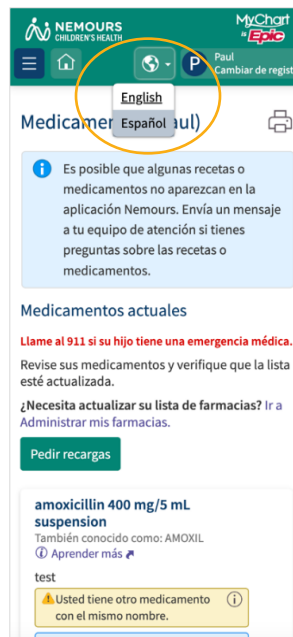 NEMOURS
CHILDREN'S HEALTH
MyChart
is Epic
P
Paul
Cambiar de regist
English
Español
Medicamen aul)
Es posible que algunas recetas o
medicamentos no aparezcan en la
aplicación Nemours. Envía un mensaje
a tu equipo de atención si tienes
preguntas sobre las recetas o
medicamentos.
Medicamentos actuales
Llame al 911 si su hijo tiene una emergencia médica.
Revise sus medicamentos y verifique que la lista
esté actualizada.
¿Necesita actualizar su lista de farmacias? Ir a
Administrar mis farmacias.
Pedir recargas
amoxicillin 400 mg/5 mL
suspension
También conocido como: AMOXIL
Aprender más
test
Usted tiene otro medicamento
con el mismo nombre.